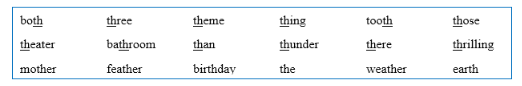 both three theme thing tooth those
theater bathroom than thunder there thrilling
mother feather birthday the weather earth